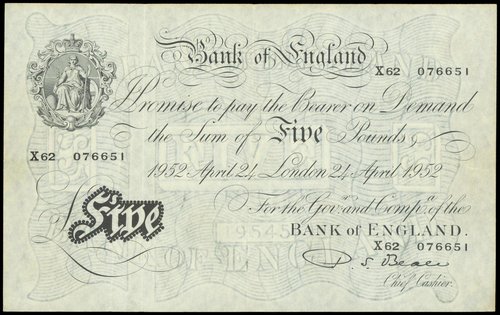 Bank of England
X62 076651
I Promise to pay the Bearer on Demand
the Sum of Five Pounds
X62 076651
1952 April 24 London 24 April 1952
For the Gov.r and Comp.a of the
£ Five
BANK OF ENGLAND.
X62 076651
P. S. Beale
Chief Cashier.